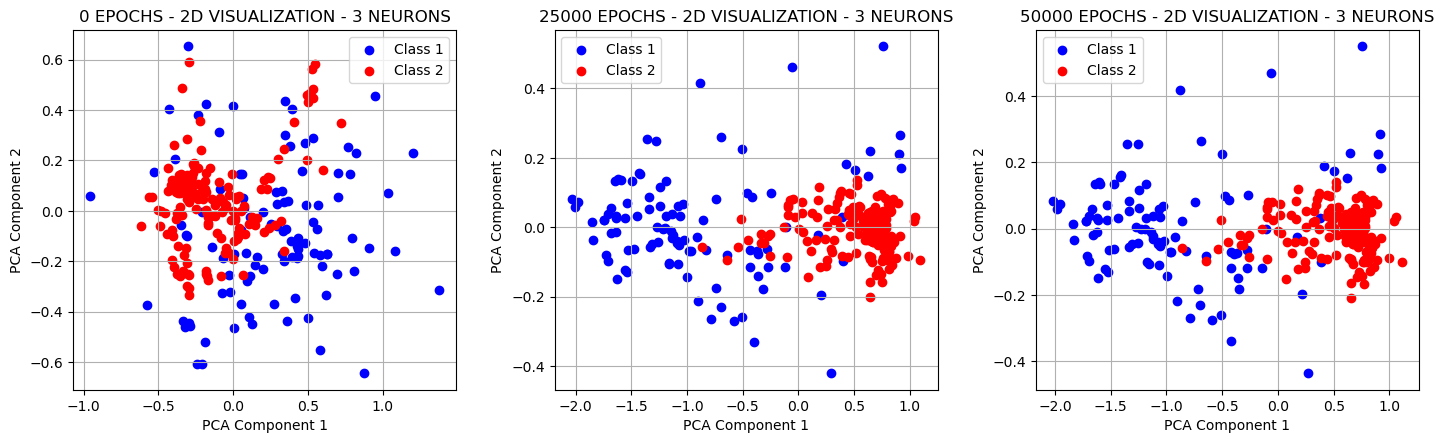 0 EPOCHS - 2D VISUALIZATION - 3 NEURONS
PCA Component 2
0.6
0.4
0.2
0.0
−0.2
−0.4
−0.6
Class 1
Class 2
−1.0 −0.5 0.0 0.5 1.0
PCA Component 1
25000 EPOCHS - 2D VISUALIZATION - 3 NEURONS
PCA Component 2
0.4
0.2
0.0
−0.2
−0.4
Class 1
Class 2
−2.0 −1.5 −1.0 −0.5 0.0 0.5 1.0
PCA Component 1
50000 EPOCHS - 2D VISUALIZATION - 3 NEURONS
PCA Component 2
0.4
0.2
0.0
−0.2
−0.4
Class 1
Class 2
−2.0 −1.5 −1.0 −0.5 0.0 0.5 1.0
PCA Component 1